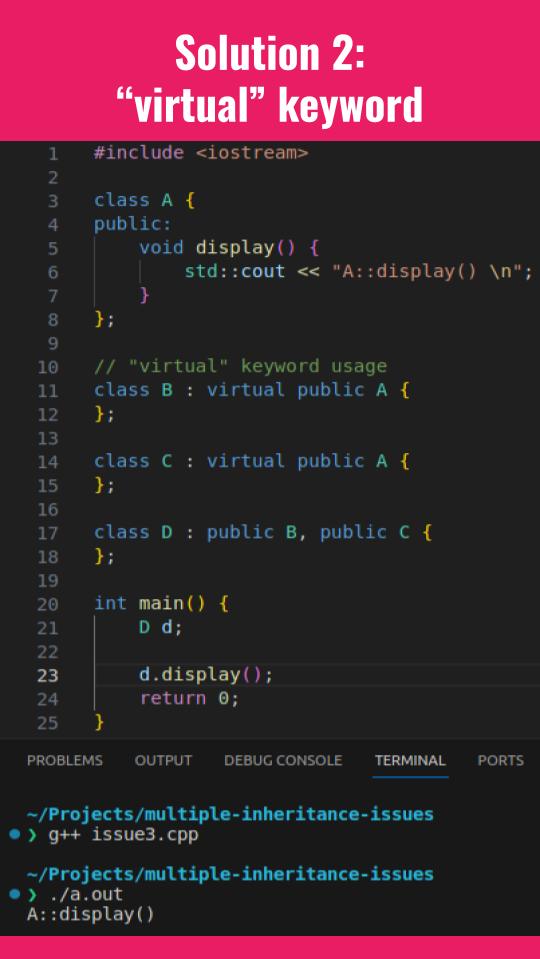 Solution 2:
“virtual” keyword
1 #include <iostream>
2
3 class A {
4 public:
5     void display() {
6         std::cout << "A::display() \n";
7     }
8 };
9
10 // "virtual" keyword usage
11 class B : virtual public A {
12 };
13
14 class C : virtual public A {
15 };
16
17 class D : public B, public C {
18 };
19
20 int main() {
21     D d;
22
23     d.display();
24     return 0;
25 }
PROBLEMS OUTPUT DEBUG CONSOLE TERMINAL PORTS
~/Projects/multiple-inheritance-issues
❯ g++ issue3.cpp
~/Projects/multiple-inheritance-issues
❯ ./a.out
A::display()